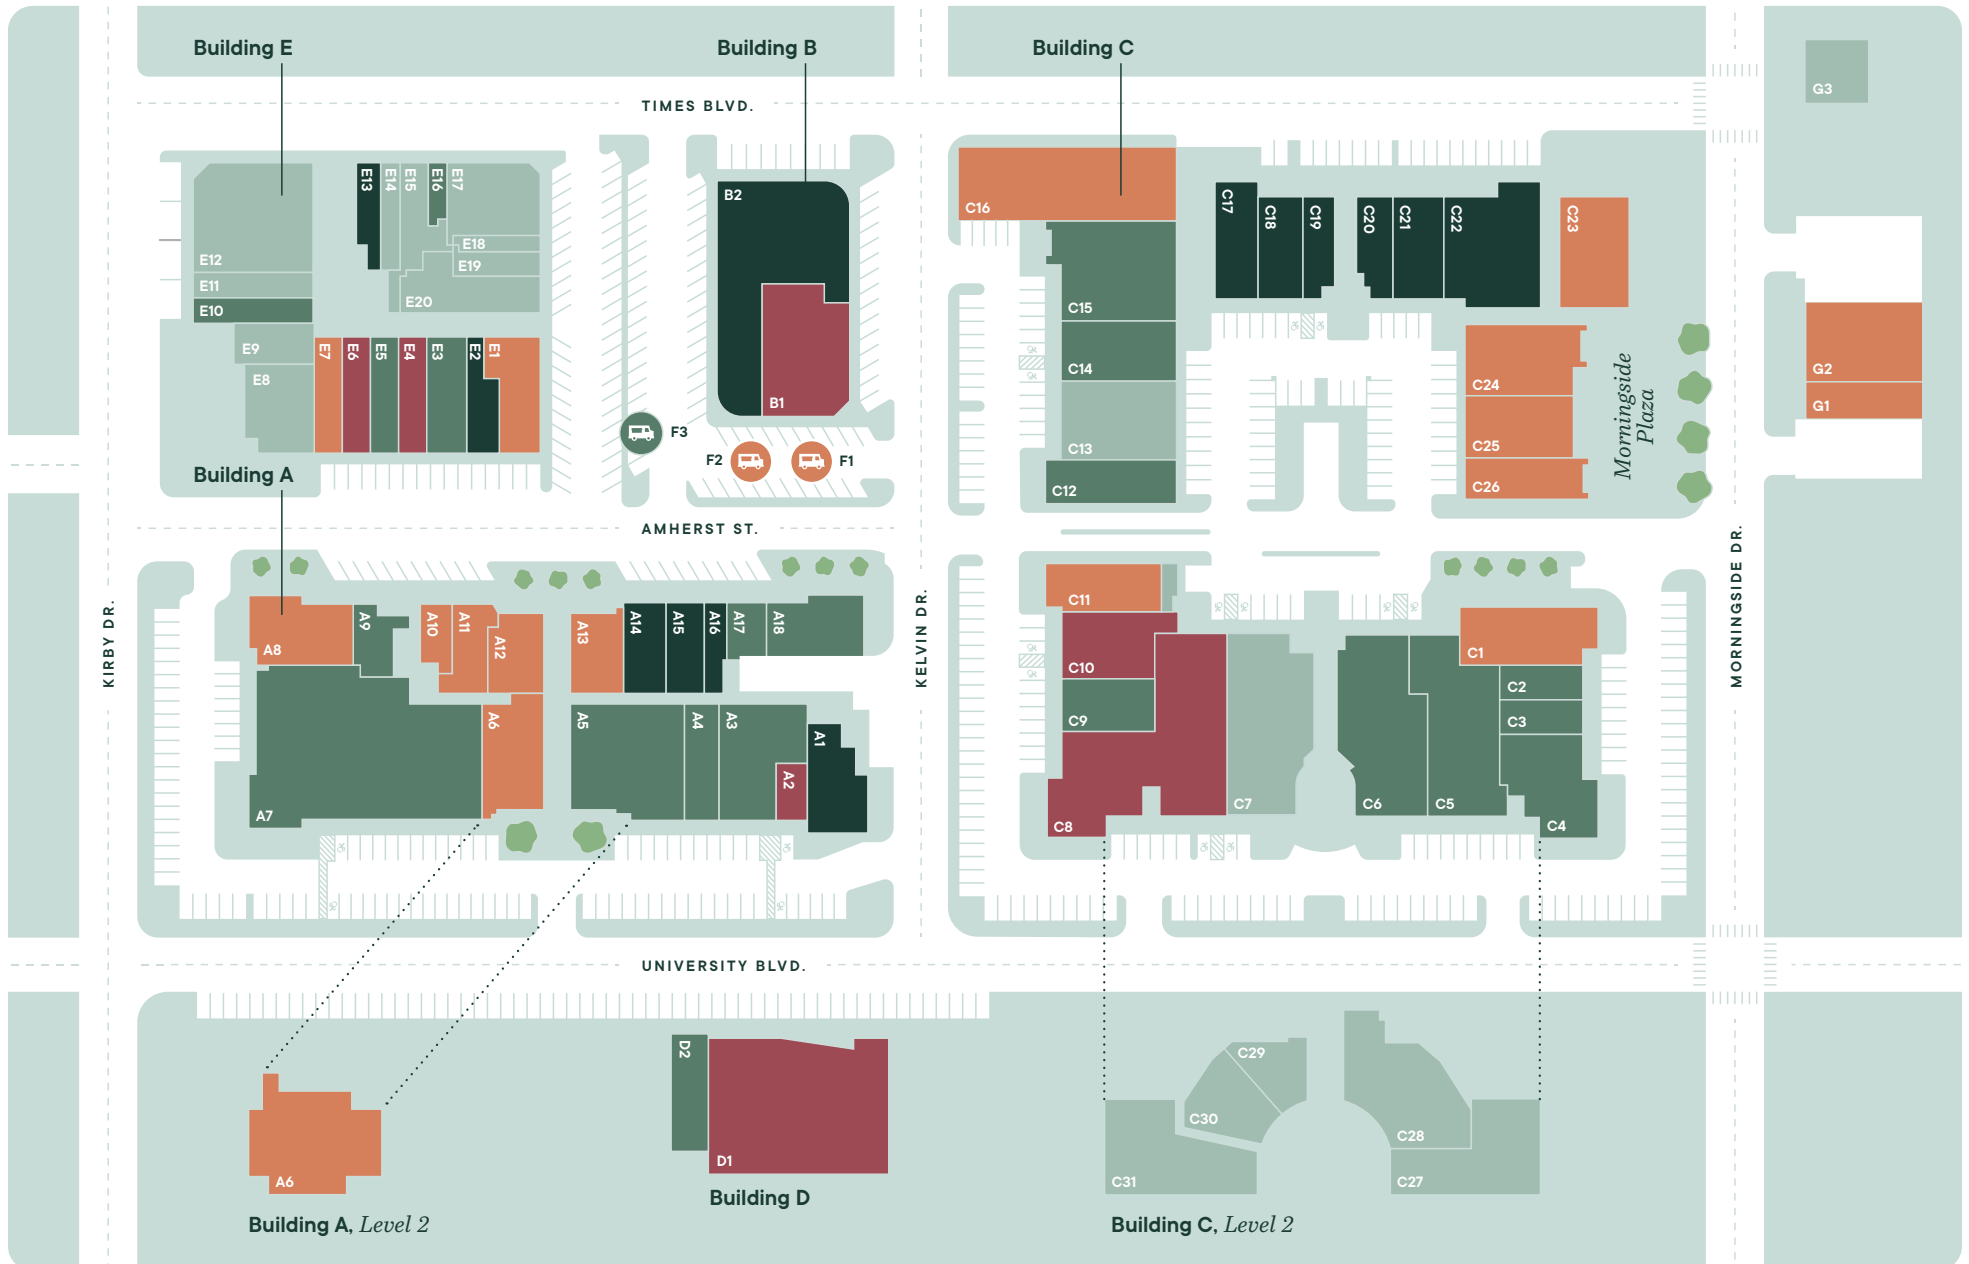 Building E
Building B
Building C
TIMES BLVD.
G3
E12
E11
E10
E9
E8
E13
E14
E15
E16
E17
E18
E19
E20
E7
E6
E5
E4
E3
E2
E1
B2
B1
F3
F2
F1
C16
C15
C14
C13
C12
C17
C18
C19
C20
C21
C22
C23
C24
C25
C26
Morningside
Plaza
G2
G1
Building A
AMHERST ST.
KIRBY DR.
KELVIN DR.
MORNINGSIDE DR.
A8
A9
A10
A11
A12
A13
A14
A15
A16
A17
A18
A7
A6
A5
A4
A3
A2
A1
C11
C10
C9
C8
C7
C6
C5
C4
C3
C2
C1
UNIVERSITY BLVD.
A6
Building A, Level 2
D2
D1
Building D
C29
C30
C31
C28
C27
Building C, Level 2